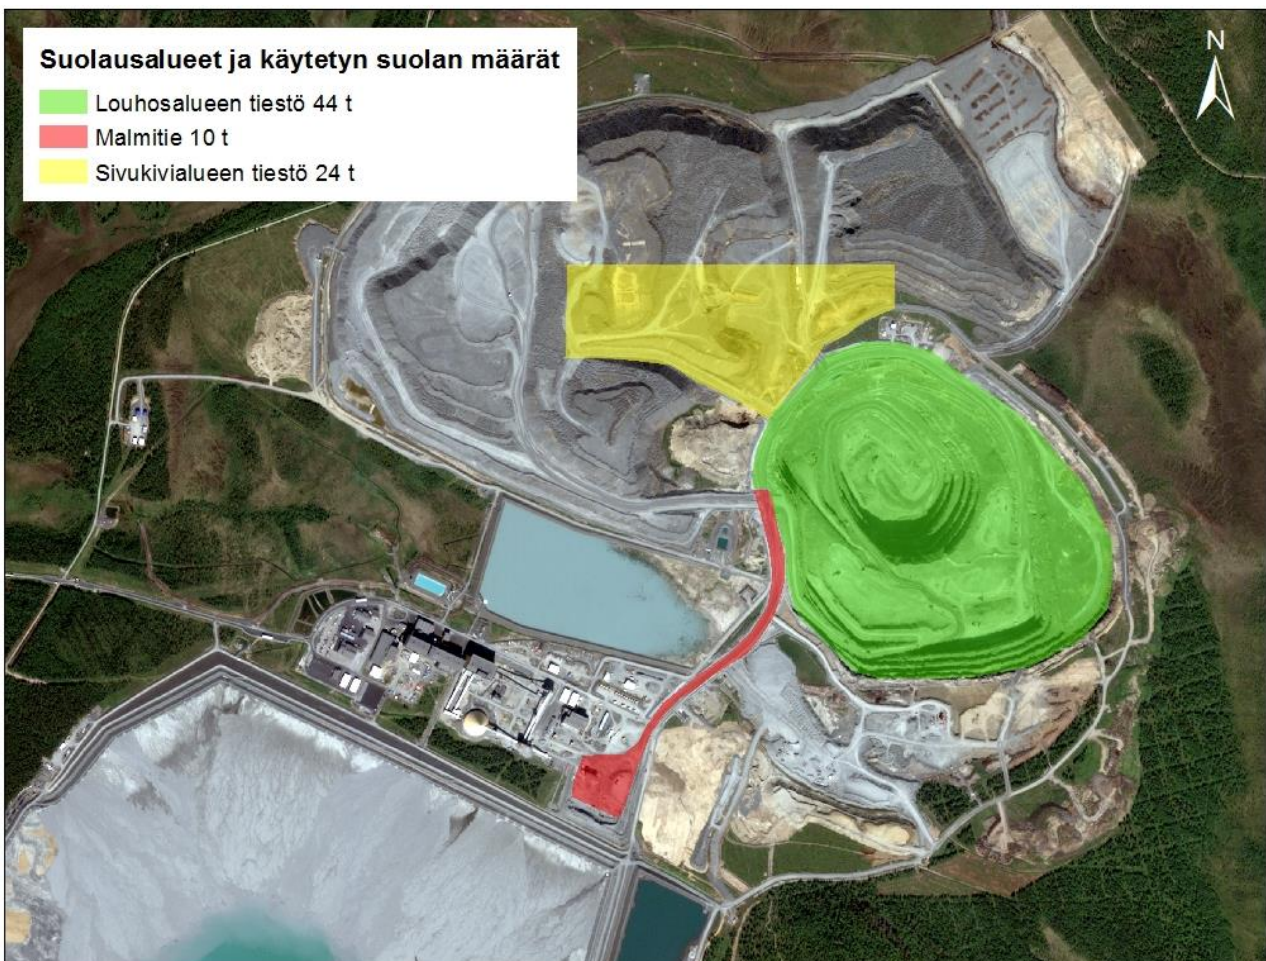 Suolausalueet ja käytetyn suolan määrät
Louhosalueen tiestö 44 t
Malmitie 10 t
Sivukivialueen tiestö 24 t
N